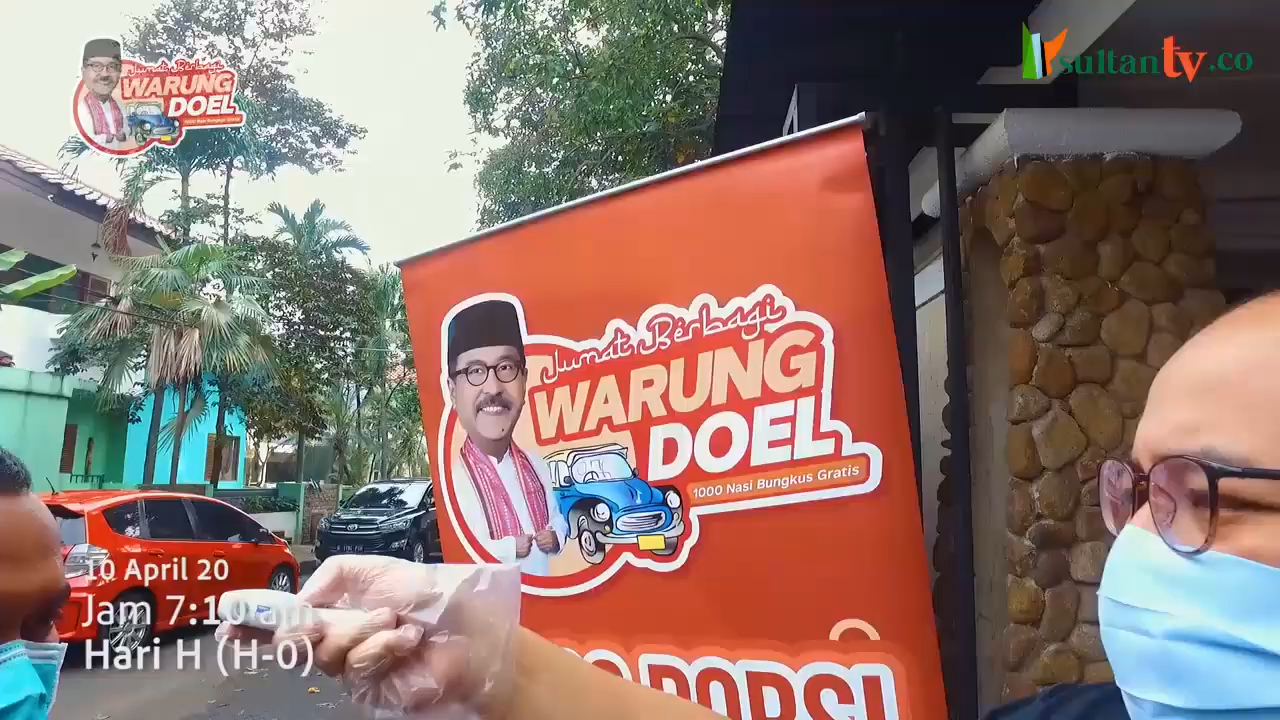 Jumat Berbagi
WARUNG
DOEL
1000 Nasi Bungkus Gratis
sultantv.co
Jumat Berbagi
WARUNG
DOEL
1000 Nasi Bungkus Gratis
PORSI
10 April 20
Jam 7:10 am
Hari H (H-0)